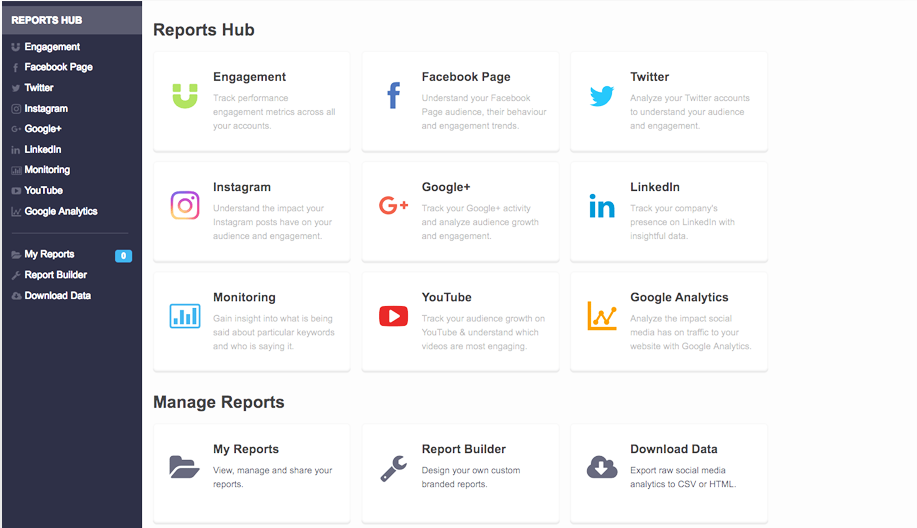 REPORTS HUB
Engagement
Facebook Page
Twitter
Instagram
Google+
LinkedIn
Monitoring
YouTube
Google Analytics
My Reports 0
Report Builder
Download Data
Reports Hub
Engagement
Track performance
engagement metrics across all
your accounts.
Facebook Page
Understand your Facebook
Page audience, their behaviour
and engagement trends.
Twitter
Analyze your Twitter accounts
to understand your audience
and engagement.
Instagram
Understand the impact your
Instagram posts have on your
audience and engagement.
Google+
Track your Google+ activity
and analyze audience growth
and engagement.
LinkedIn
Track your company's
presence on LinkedIn with
insightful data.
Monitoring
Gain insight into what is being
said about particular keywords
and who is saying it.
YouTube
Track your audience growth on
YouTube & understand which
videos are most engaging.
Google Analytics
Analyze the impact social
media has on traffic to your
website with Google Analytics.
Manage Reports
My Reports
View, manage and share your
reports.
Report Builder
Design your own custom
branded reports.
Download Data
Export raw social media
analytics to CSV or HTML.